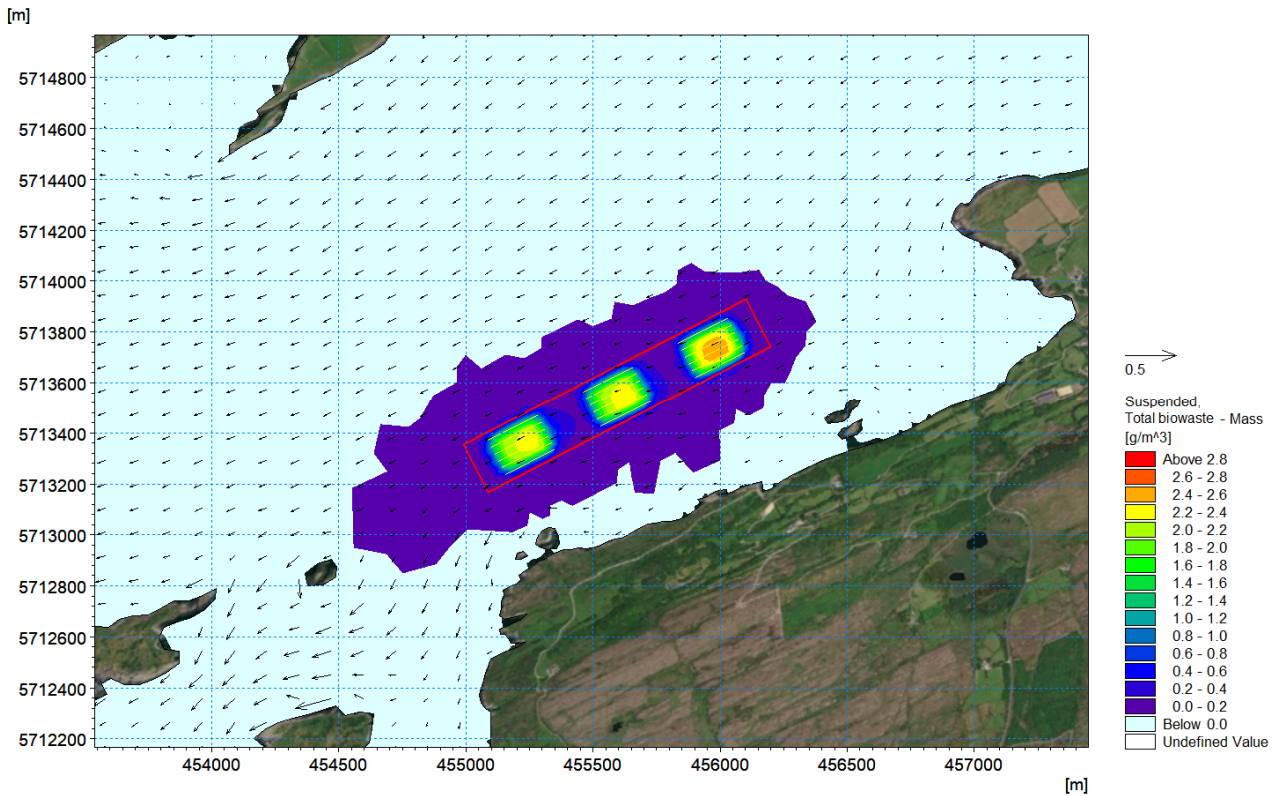 [m]
5714800
5714600
5714400
5714200
5714000
5713800
5713600
5713400
5713200
5713000
5712800
5712600
5712400
5712200
454000 454500 455000 455500 456000 456500 457000
[m]
0.5
Suspended,
Total biowaste - Mass
[g/m^3]
Above 2.8
2.6 - 2.8
2.4 - 2.6
2.2 - 2.4
2.0 - 2.2
1.8 - 2.0
1.6 - 1.8
1.4 - 1.6
1.2 - 1.4
1.0 - 1.2
0.8 - 1.0
0.6 - 0.8
0.4 - 0.6
0.2 - 0.4
0.0 - 0.2
Below 0.0
Undefined Value